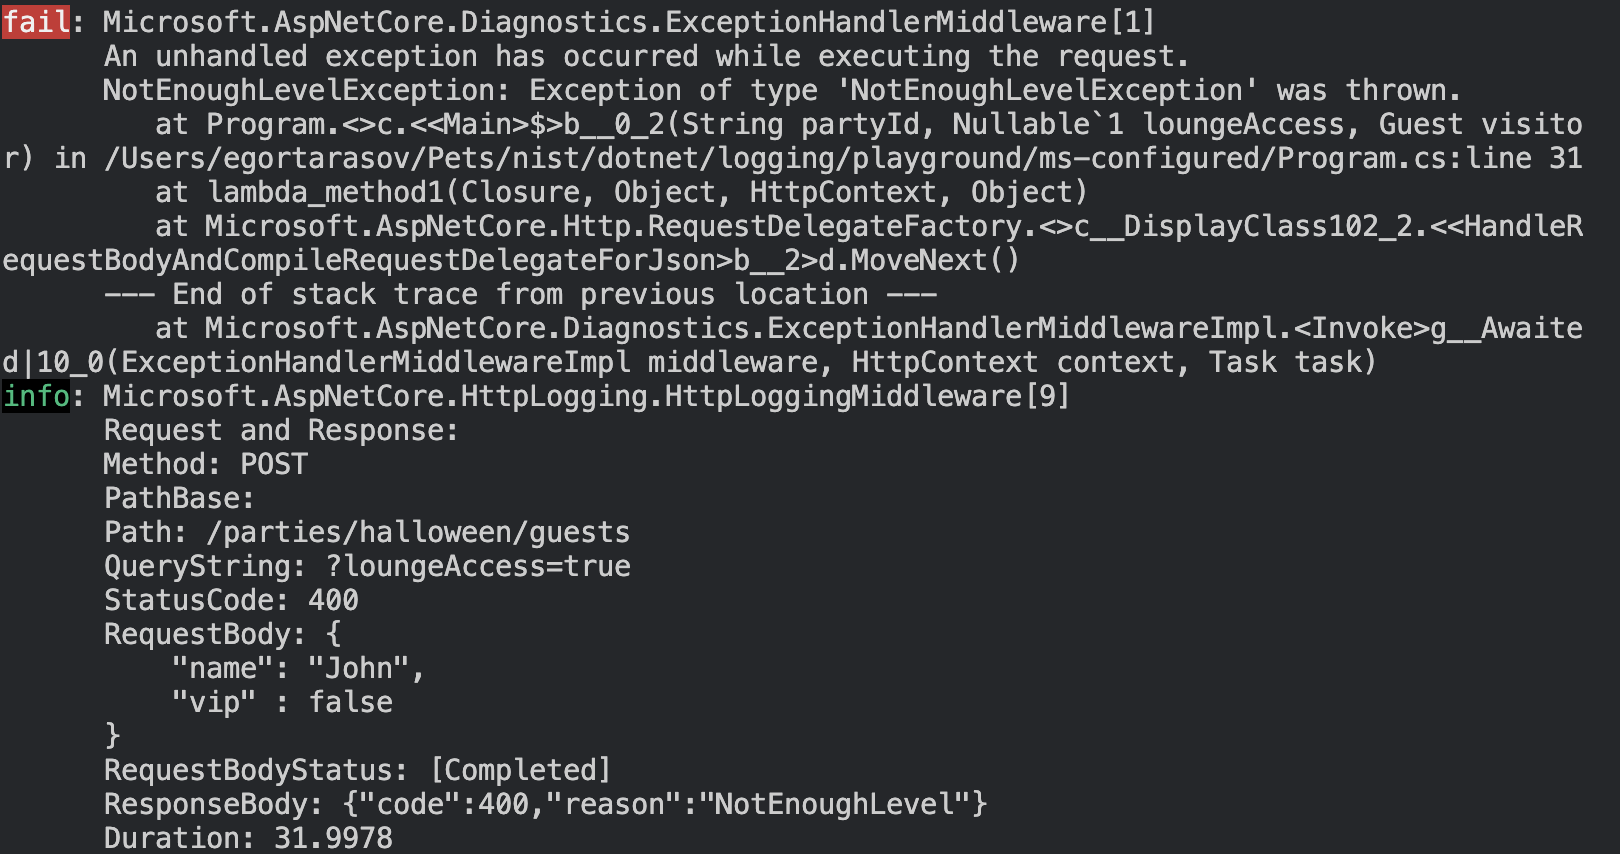 fail: Microsoft.AspNetCore.Diagnostics.ExceptionHandlerMiddleware[1]
An unhandled exception has occurred while executing the request.
NotEnoughLevelException: Exception of type 'NotEnoughLevelException' was thrown.
at Program.<>c.<<Main>$>b__0_2(String partyId, Nullable`1 loungeAccess, Guest visito
r) in /Users/egortarasov/Pets/nist/dotnet/logging/playground/ms-configured/Program.cs:line 31
at lambda_method1(Closure, Object, HttpContext, Object)
at Microsoft.AspNetCore.Http.RequestDelegateFactory.<>c__DisplayClass102_2.<<HandleR
equestBodyAndCompileRequestDelegateForJson>b__2>d.MoveNext()
--- End of stack trace from previous location ---
at Microsoft.AspNetCore.Diagnostics.ExceptionHandlerMiddlewareImpl.<Invoke>g__Awaite
d|10_0(ExceptionHandlerMiddlewareImpl middleware, HttpContext context, Task task)
info: Microsoft.AspNetCore.HttpLogging.HttpLoggingMiddleware[9]
Request and Response:
Method: POST
PathBase:
Path: /parties/halloween/guests
QueryString: ?loungeAccess=true
StatusCode: 400
RequestBody: {
"name": "John",
"vip" : false
}
RequestBodyStatus: [Completed]
ResponseBody: {"code":400,"reason":"NotEnoughLevel"}
Duration: 31.9978